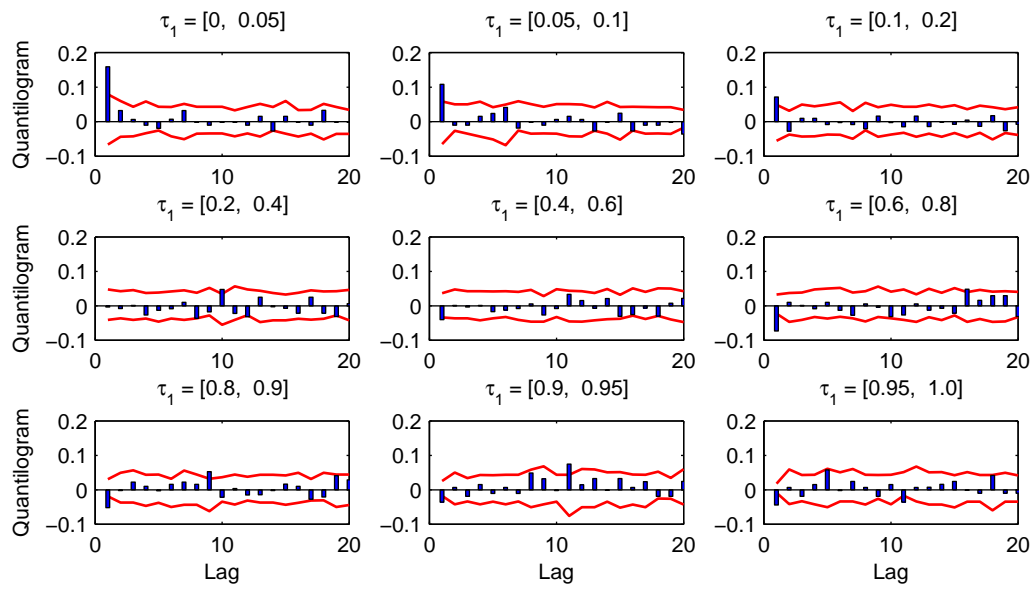 τ1 = [0, 0.05]
τ1 = [0.05, 0.1]
τ1 = [0.1, 0.2]
Quantilogram
0.2
0.1
0
−0.1
0 10 20
0.2
0.1
0
−0.1
0 10 20
0.2
0.1
0
−0.1
0 10 20
τ1 = [0.2, 0.4]
τ1 = [0.4, 0.6]
τ1 = [0.6, 0.8]
Quantilogram
0.2
0.1
0
−0.1
0 10 20
0.2
0.1
0
−0.1
0 10 20
0.2
0.1
0
−0.1
0 10 20
τ1 = [0.8, 0.9]
τ1 = [0.9, 0.95]
τ1 = [0.95, 1.0]
Quantilogram
0.2
0.1
0
−0.1
0 10 20
0.2
0.1
0
−0.1
0 10 20
0.2
0.1
0
−0.1
0 10 20
Lag
Lag
Lag